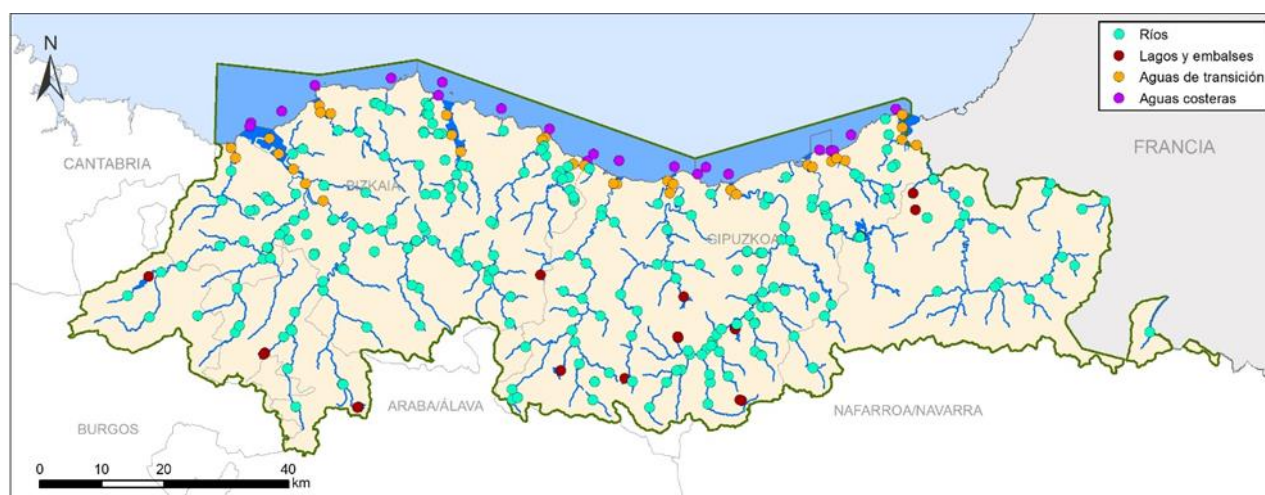 N
Ríos
Lagos y embalses
Aguas de transición
Aguas costeras
CANTABRIA
FRANCIA
BIZKAIA
GIPUZKOA
ARABA/ÁLAVA
NAFARROA/NAVARRA
BURGOS
0 10 20 40
km